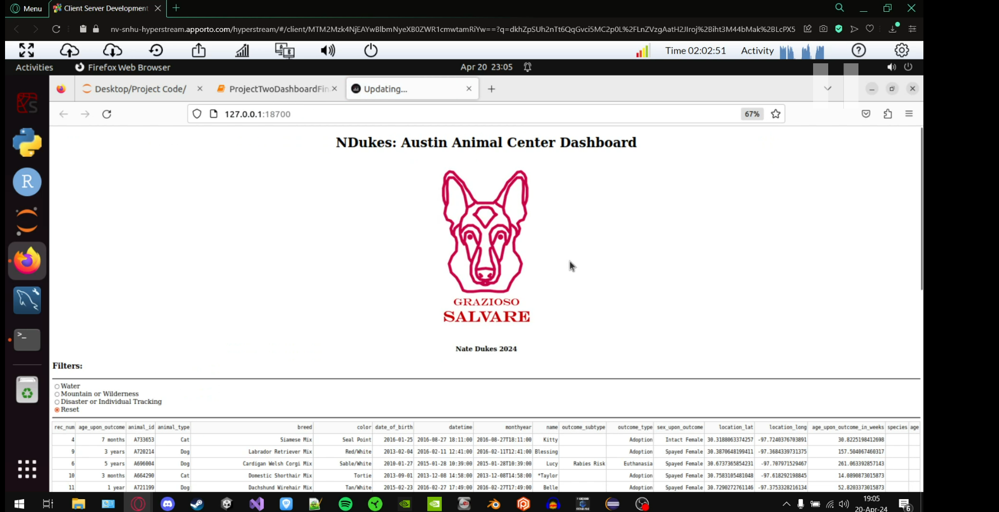 Menu Client Server Development
nv-snhu-hyperstream.apporto.com/hyperstream/#/client/MTM2Mzk4NjEAYwBlbmNyeXB0ZWR1cmwtamRiYw==?q=dkhZpSUh2nTt6QqGvci5MC2p0L%2FLnZVzgAatH2JIroj%2Biht3M44bMak%2BLcPX5
Time 02:02:51 Activity
Activities Firefox Web Browser Apr 20 23:05
Desktop/Project Code/ ProjectTwoDashboardFin Updating...
127.0.0.1:18700 67%
NDukes: Austin Animal Center Dashboard
GRAZIOSO
SALVARE
Nate Dukes 2024
Filters:
Water
Mountain or Wilderness
Disaster or Individual Tracking
Reset
rec_num age_upon_outcome animal_id animal_type breed color date_of_birth datetime monthyear name outcome_subtype outcome_type sex_upon_outcome location_lat location_long age_upon_outcome_in_weeks species age
4 7 months A733653 Cat Siamese Mix Seal Point 2016-01-25 2016-08-27 18:11:00 2016-08-27T18:11:00 Kitty Adoption Intact Female 30.3188063374257 -97.7240376703891 30.8225198412698
9 3 years A720214 Dog Labrador Retriever Mix Red/White 2013-02-04 2016-02-11 12:41:00 2016-02-11T12:41:00 Blessing Adoption Spayed Female 30.3870648199411 -97.3684339731375 157.504067460317
6 5 years A696004 Dog Cardigan Welsh Corgi Mix Sable/White 2010-01-27 2015-01-28 10:39:00 2015-01-28T10:39:00 Lucy Rabies Risk Euthanasia Spayed Female 30.6737365854231 -97.707971529467 261.063392857143
10 3 months A664290 Cat Domestic Shorthair Mix Tortie 2013-09-01 2013-12-08 14:58:00 2013-12-08T14:58:00 *Taylor Adoption Spayed Female 30.7583105481048 -97.618292198845 14.0890873015873
11 1 year A721199 Dog Dachshund Wirehair Mix Tan/White 2015-02-23 2016-02-27 17:49:00 2016-02-27T17:49:00 Belle Adoption Spayed Female 30.7290272761146 -97.3753328216134 52.8203373015873
19:05
20-Apr-24
6